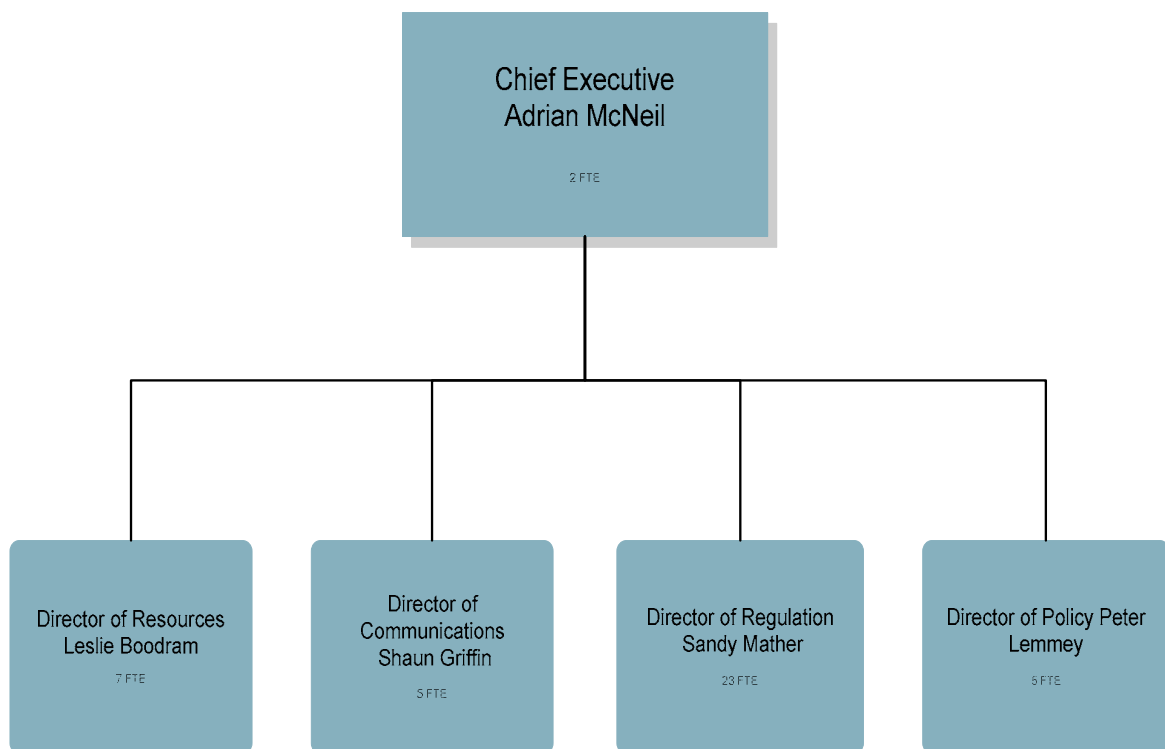 Chief Executive
Adrian McNeil
2 FTE
Director of Resources
Leslie Boodram
7 FTE
Director of
Communications
Shaun Griffin
5 FTE
Director of Regulation
Sandy Mather
23 FTE
Director of Policy Peter
Lemmey
5 FTE